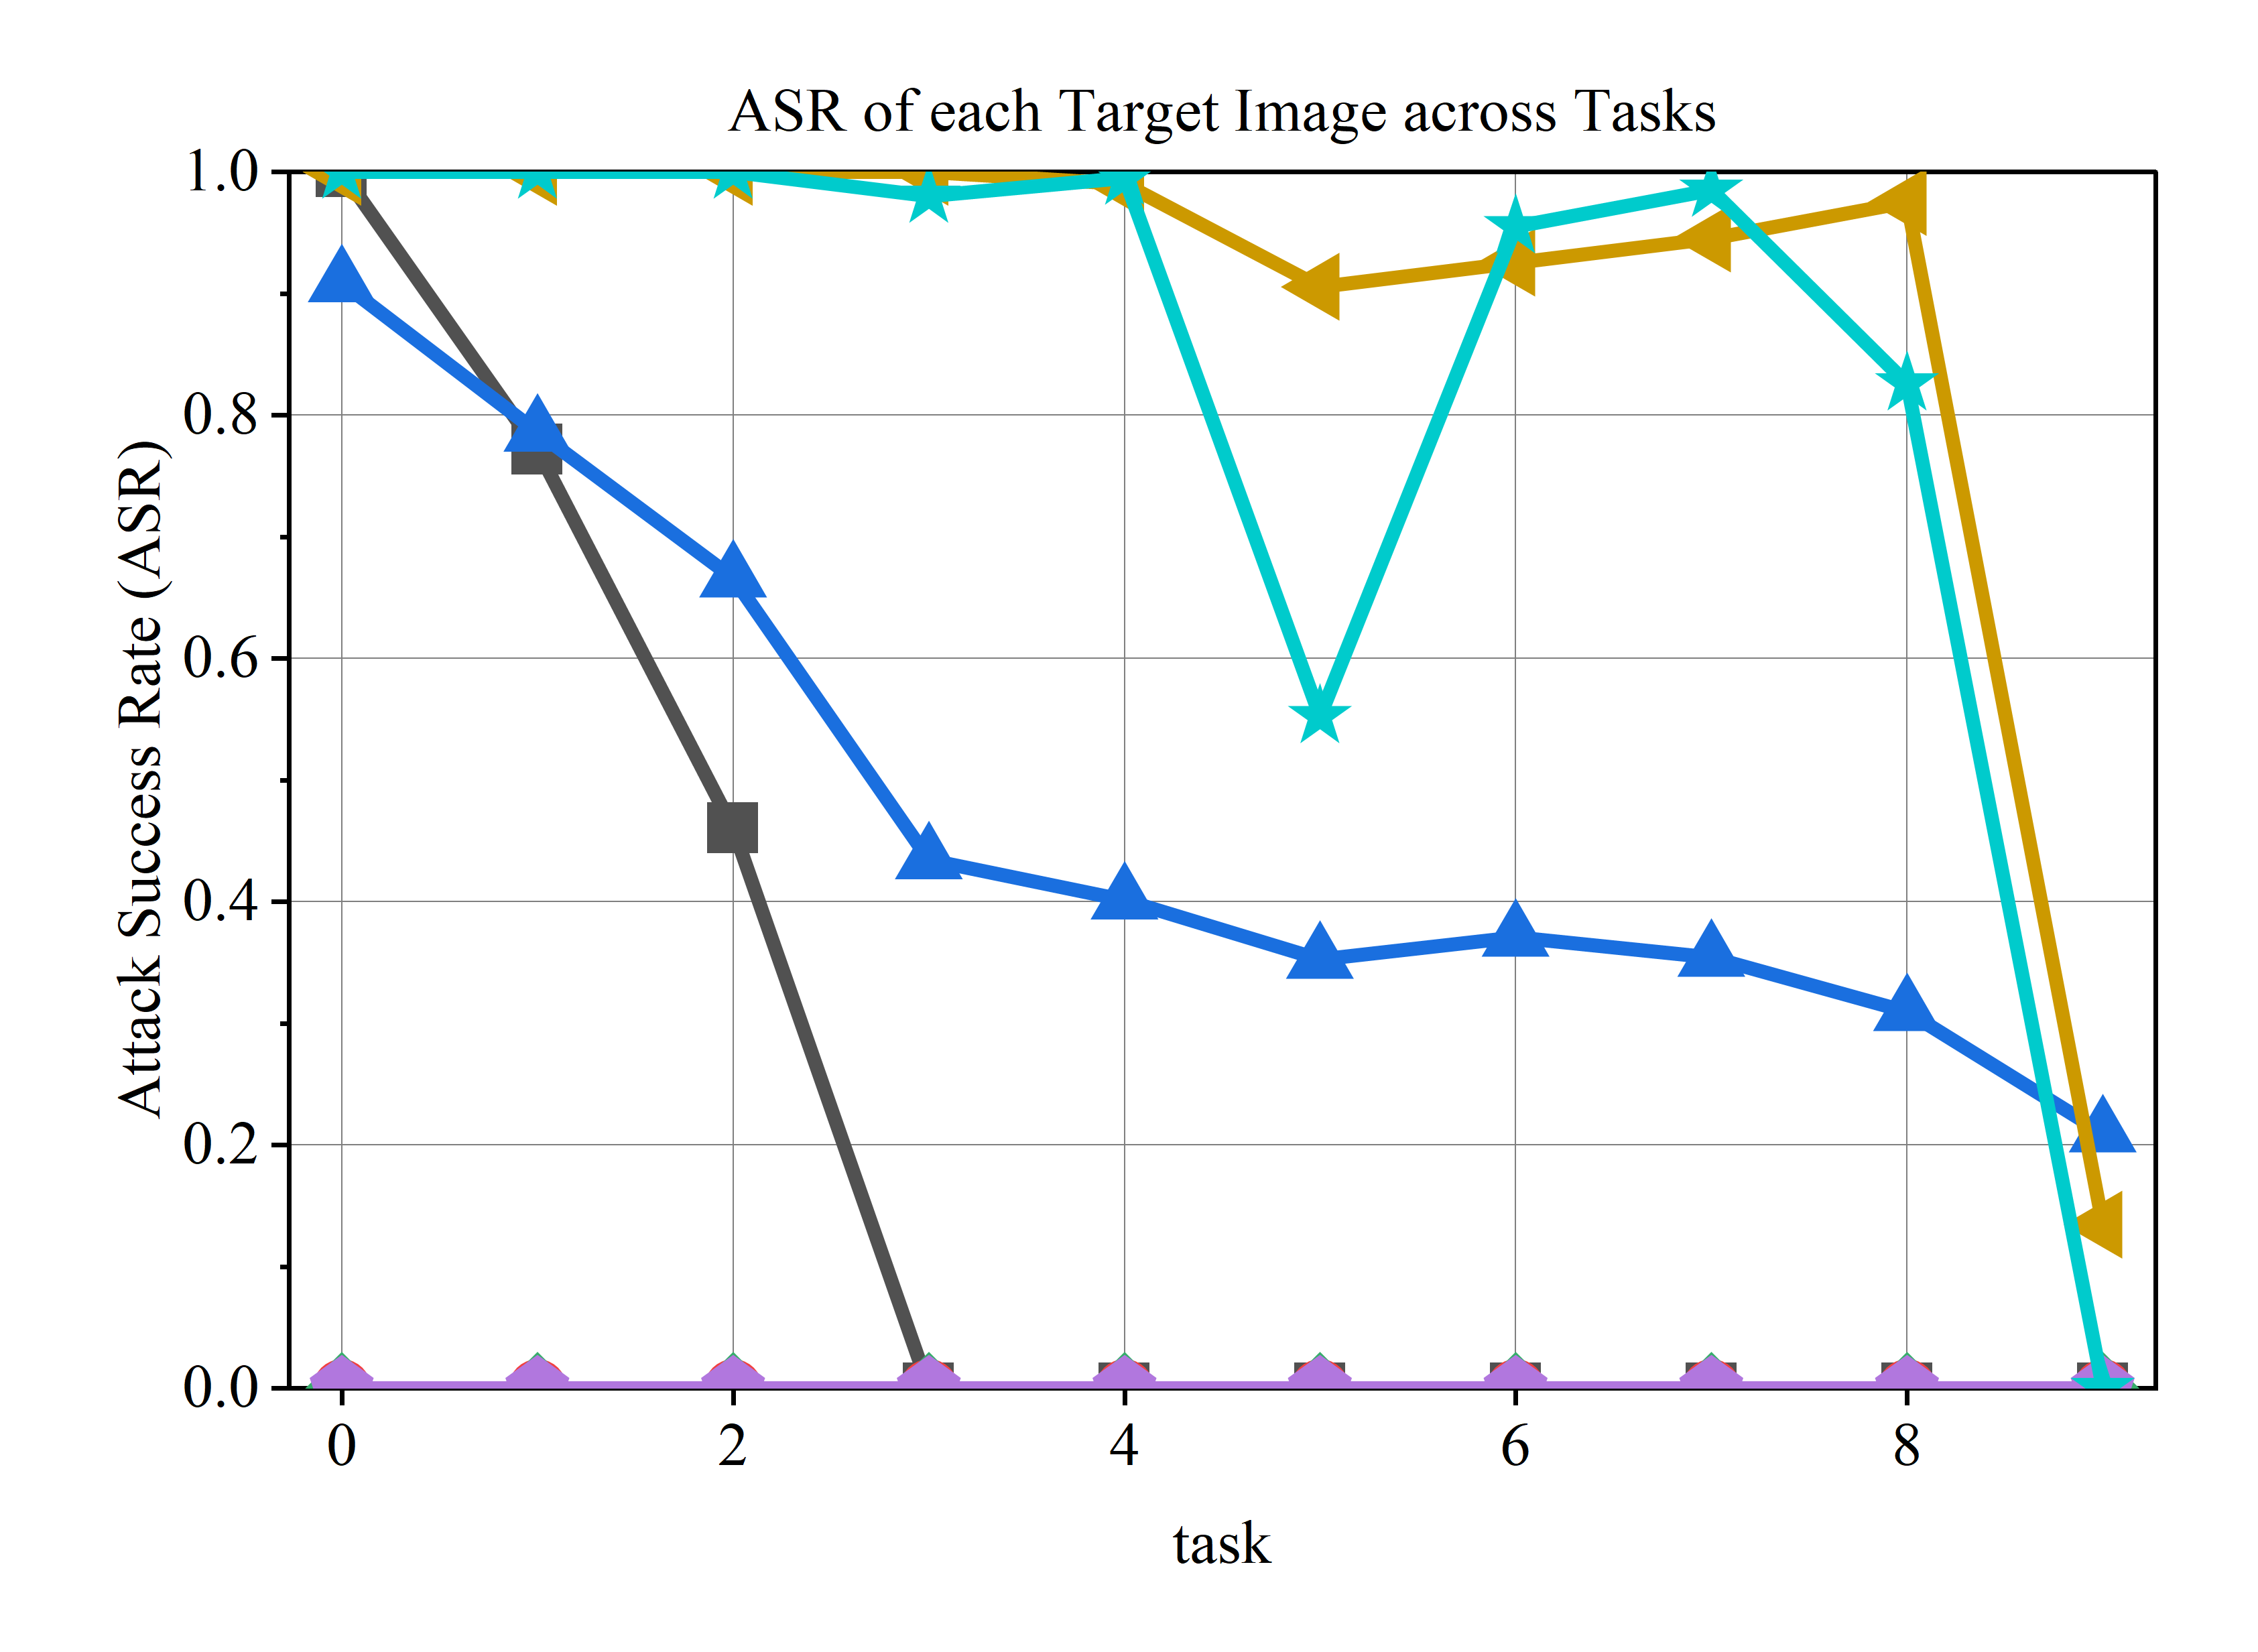 ASR of each Target Image across Tasks
Attack Success Rate (ASR)
1.0
0.8
0.6
0.4
0.2
0.0
0 2 4 6 8
task